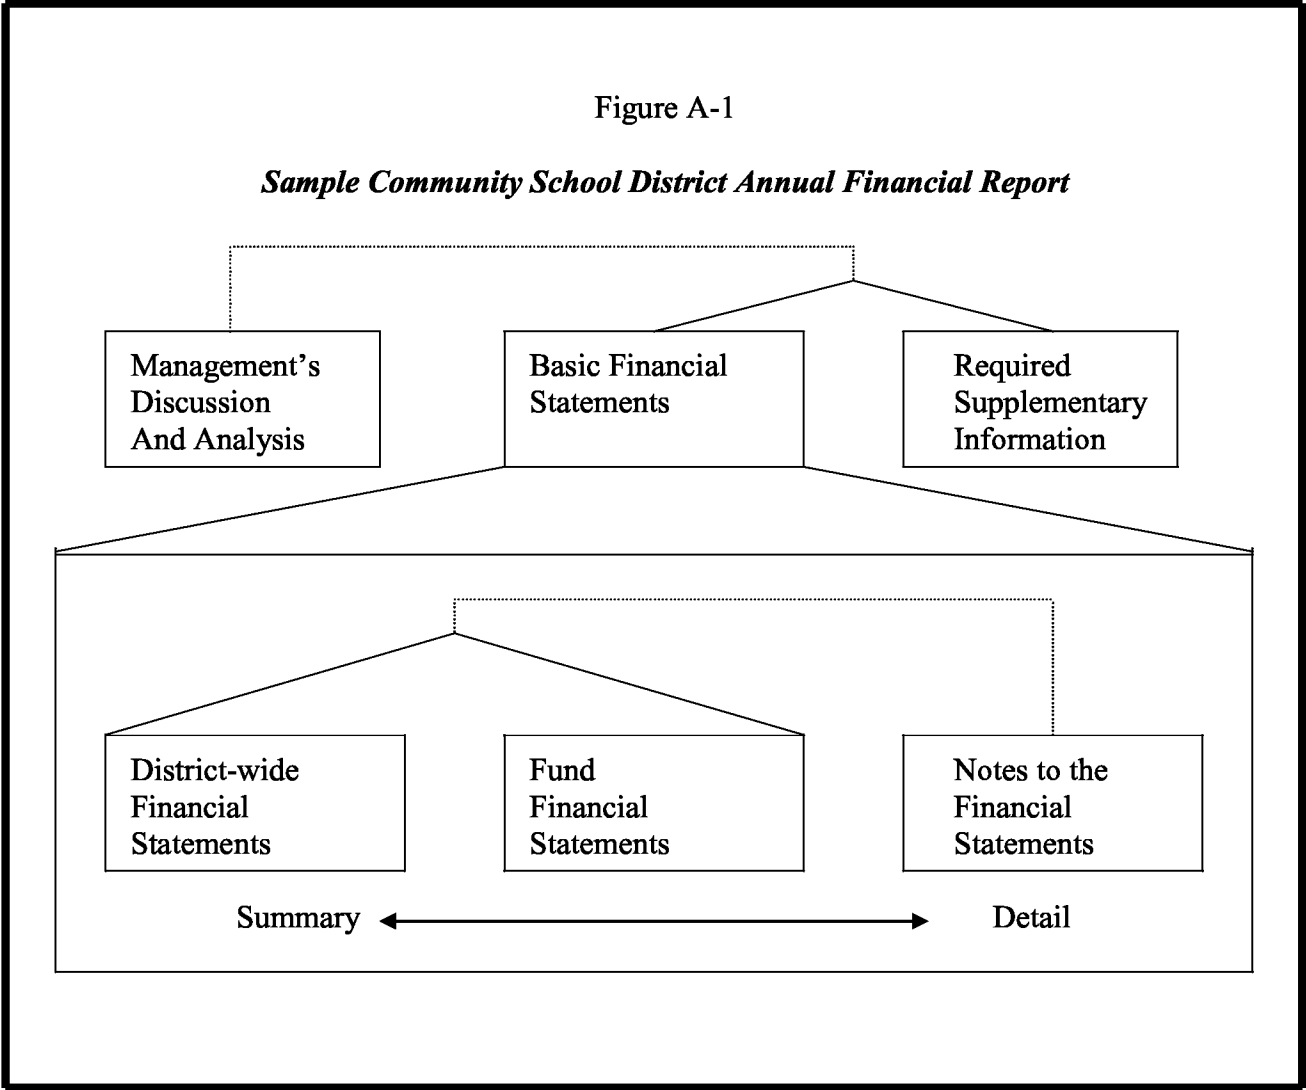 Figure A-1
Sample Community School District Annual Financial Report
Management's
Discussion
And Analysis
Basic Financial
Statements
Required
Supplementary
Information
District-wide
Financial
Statements
Fund
Financial
Statements
Notes to the
Financial
Statements
Summary
Detail